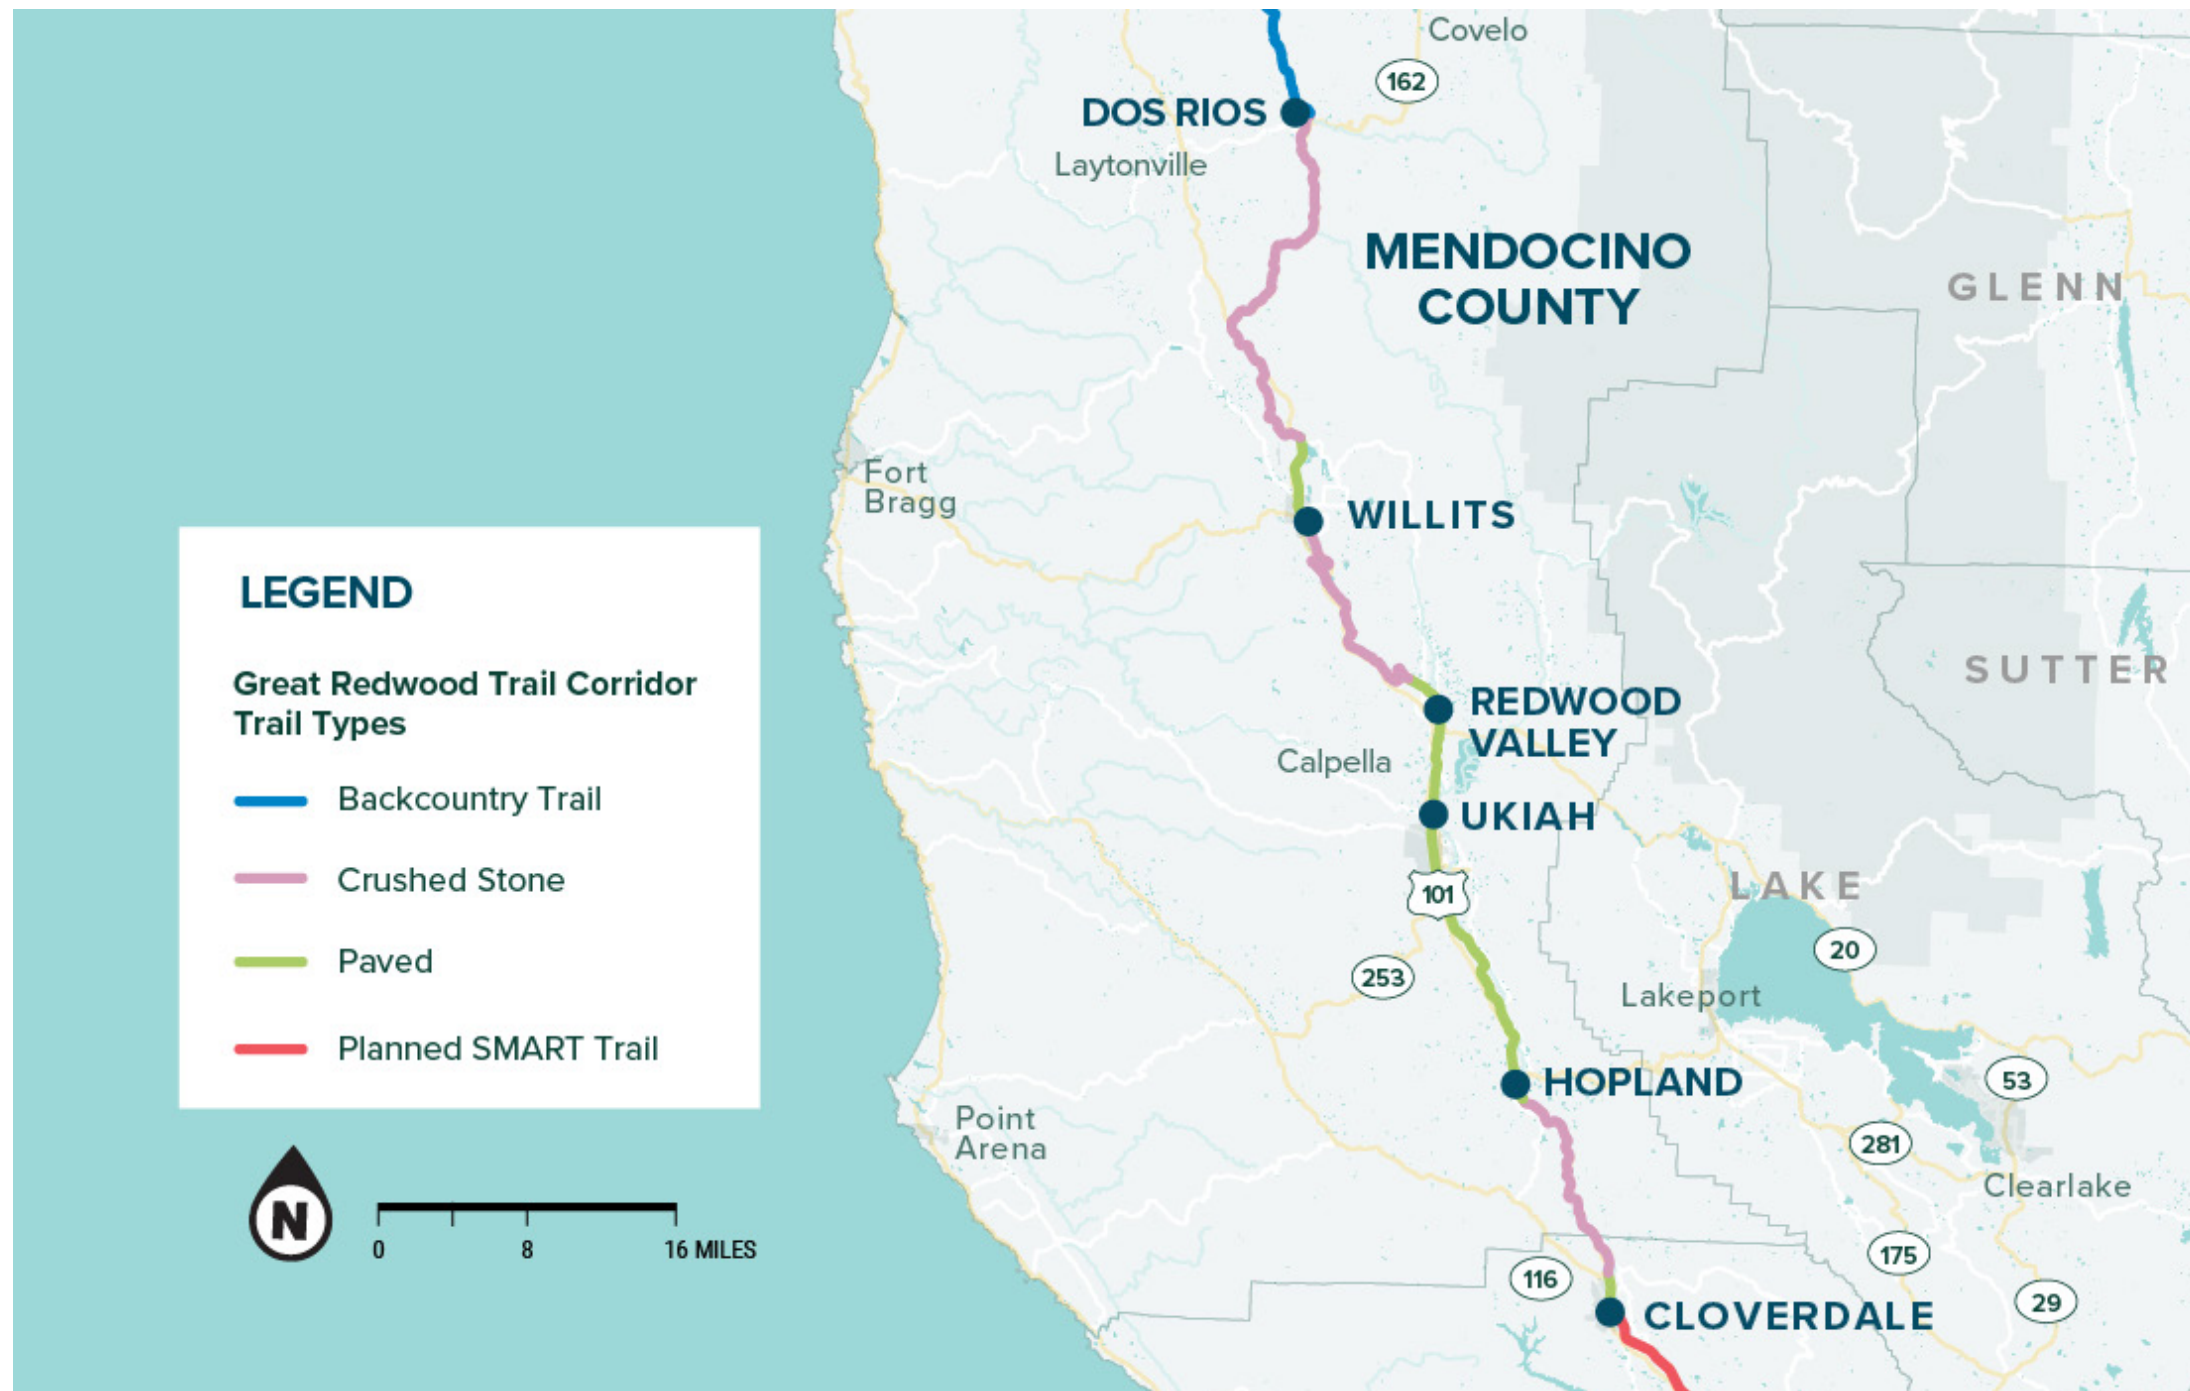 Covelo
162
DOS RIOS
Laytonville
MENDOCINO
COUNTY
GLENN
Fort
Bragg
WILLITS
LEGEND
Great Redwood Trail Corridor
Trail Types
Backcountry Trail
Crushed Stone
Paved
Planned SMART Trail
SUTTER
REDWOOD
VALLEY
Calpella
UKIAH
101
LAKE
20
253
Lakeport
HOPLAND
53
Point
Arena
281
Clearlake
N
0 8 16 MILES
175
116
29
CLOVERDALE